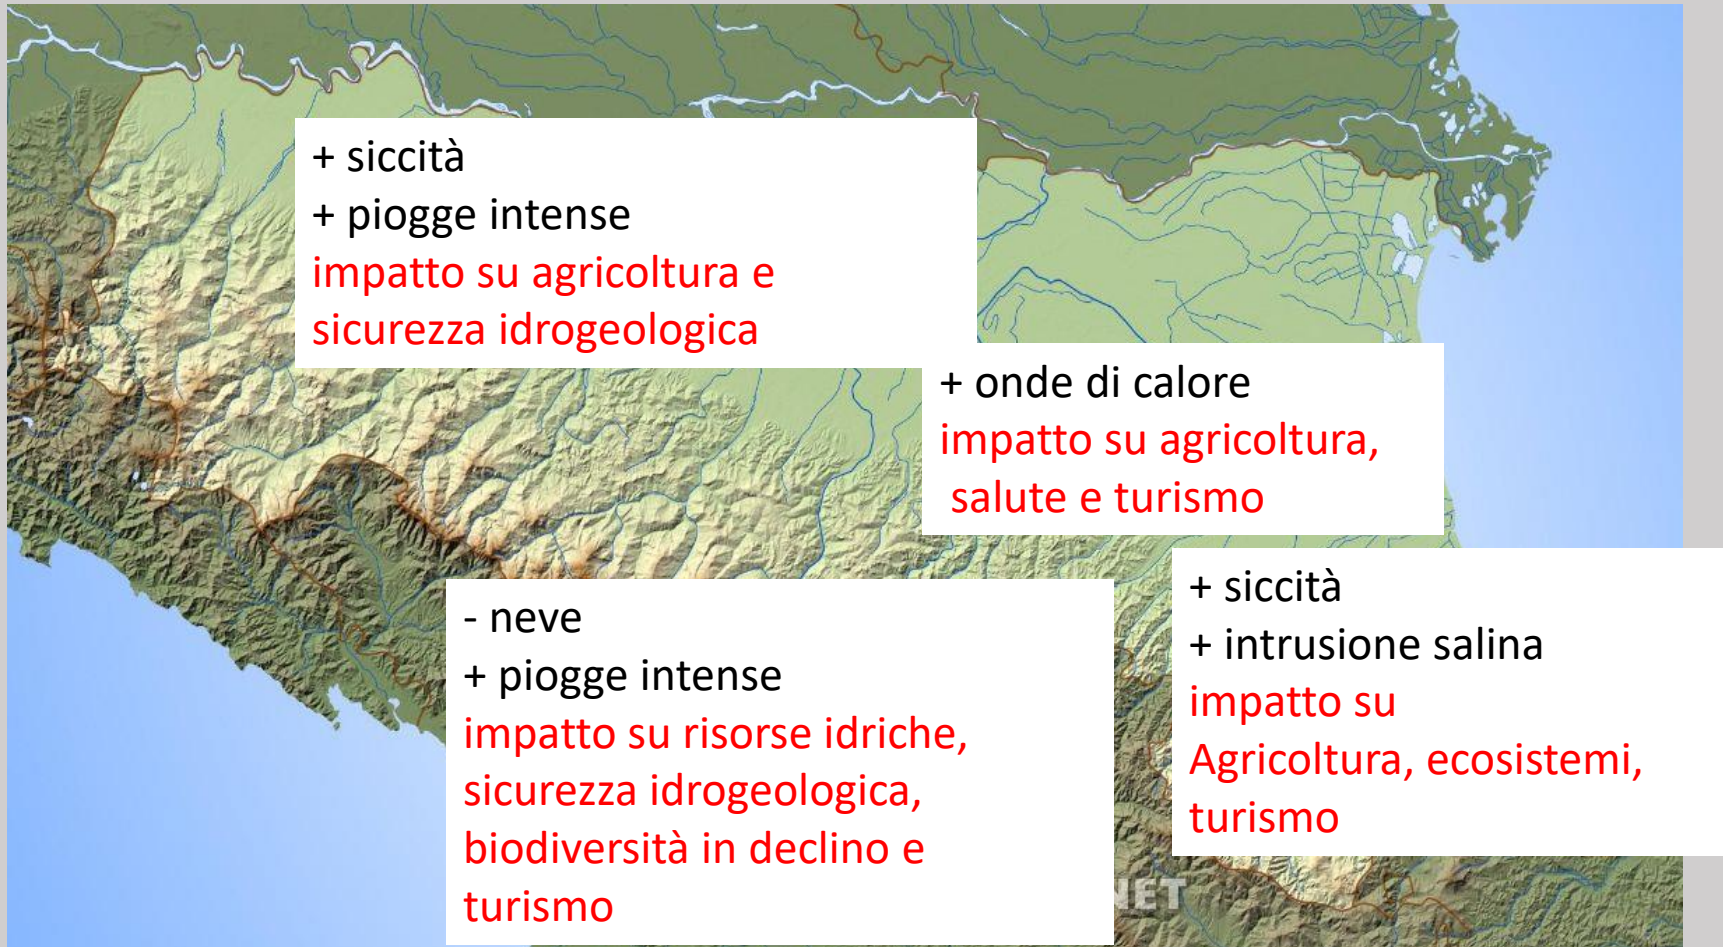 + siccità
+ piogge intense
impatto su agricoltura e
sicurezza idrogeologica
+ onde di calore
impatto su agricoltura,
salute e turismo
- neve
+ piogge intense
impatto su risorse idriche,
sicurezza idrogeologica,
biodiversità in declino e
turismo
+ siccità
+ intrusione salina
impatto su
Agricoltura, ecosistemi,
turismo